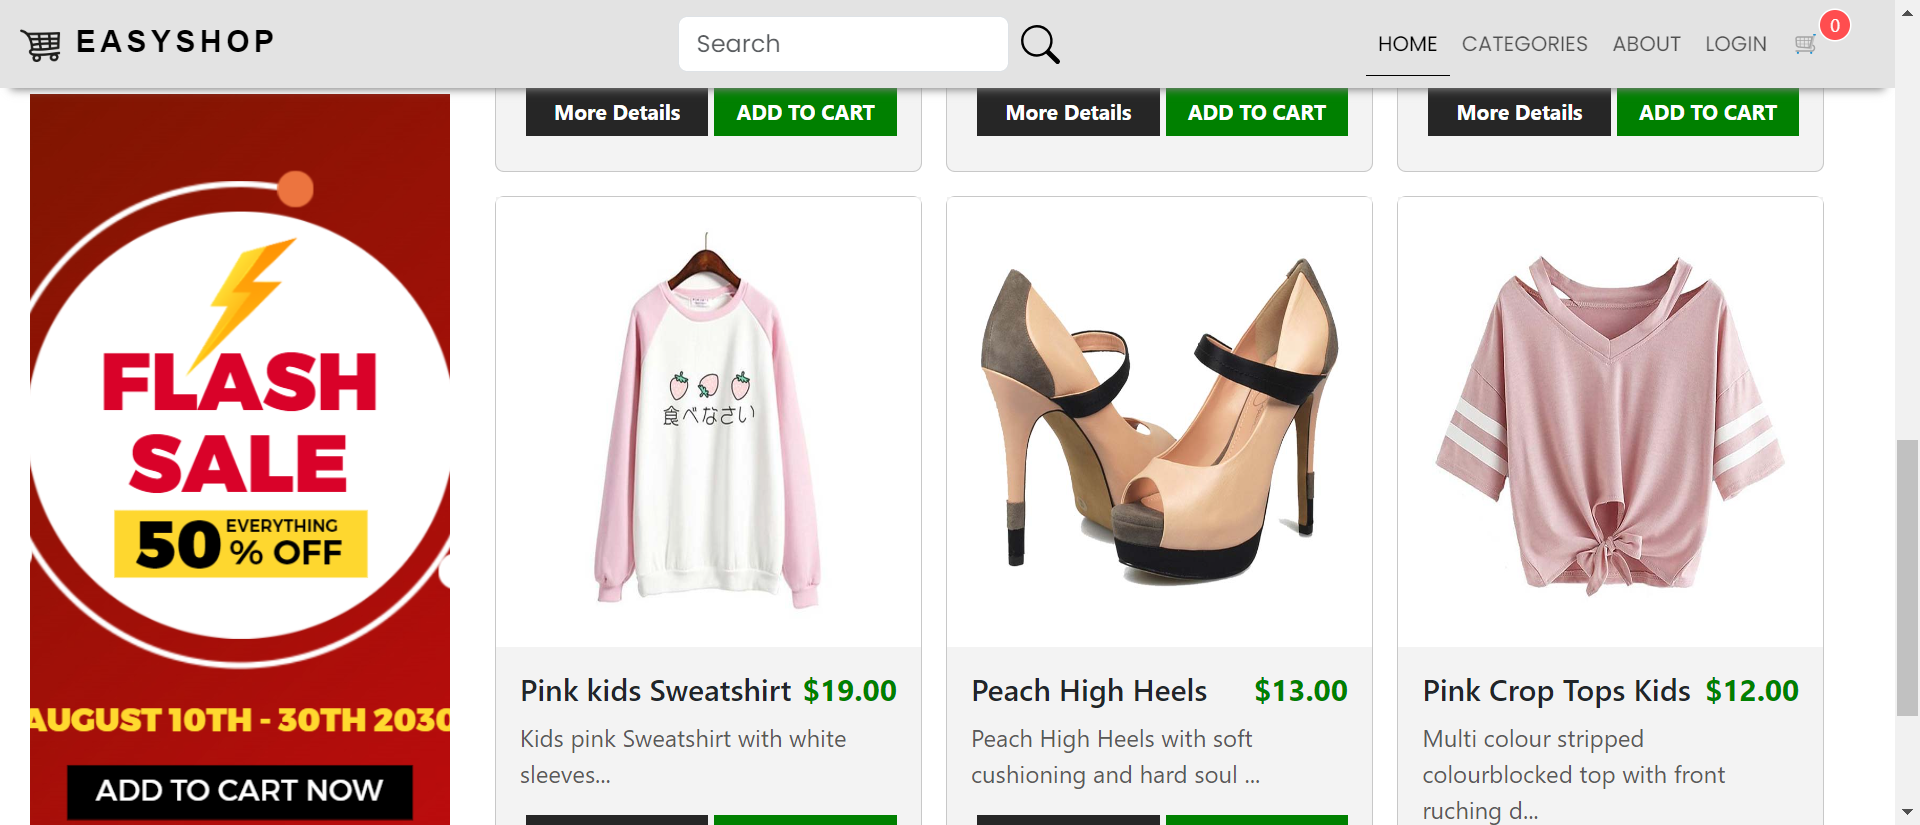 EASYSHOP
Search
HOME CATEGORIES ABOUT LOGIN 0
More Details ADD TO CART
More Details ADD TO CART
More Details ADD TO CART
FLASH
SALE
50% OFF EVERYTHING
AUGUST 10TH - 30TH 2030
ADD TO CART NOW
食べなさい
Pink kids Sweatshirt $19.00
Kids pink Sweatshirt with white
sleeves...
Peach High Heels $13.00
Peach High Heels with soft
cushioning and hard soul ...
Pink Crop Tops Kids $12.00
Multi colour stripped
colourblocked top with front
ruching d...